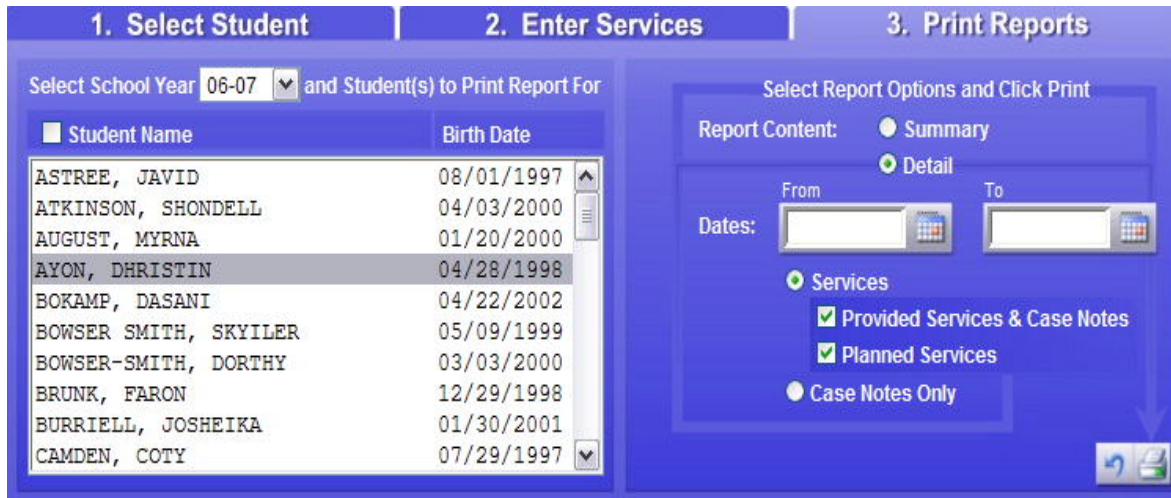 1. Select Student
2. Enter Services
3. Print Reports
Select School Year 06-07 and Student(s) to Print Report For
Student Name Birth Date
ASTREE, JAVID 08/01/1997
ATKINSON, SHONDELL 04/03/2000
AUGUST, MYRNA 01/20/2000
AYON, DHRISTIN 04/28/1998
BOKAMP, DASANI 04/22/2002
BOWSER SMITH, SKYILER 05/09/1999
BOWSER-SMITH, DORTHY 03/03/2000
BRUNK, FARON 12/29/1998
BURRIELL, JOSHEIKA 01/30/2001
CAMDEN, COTY 07/29/1997
Select Report Options and Click Print
Report Content: Summary
Detail
From To
Dates:
Services
Provided Services & Case Notes
Planned Services
Case Notes Only